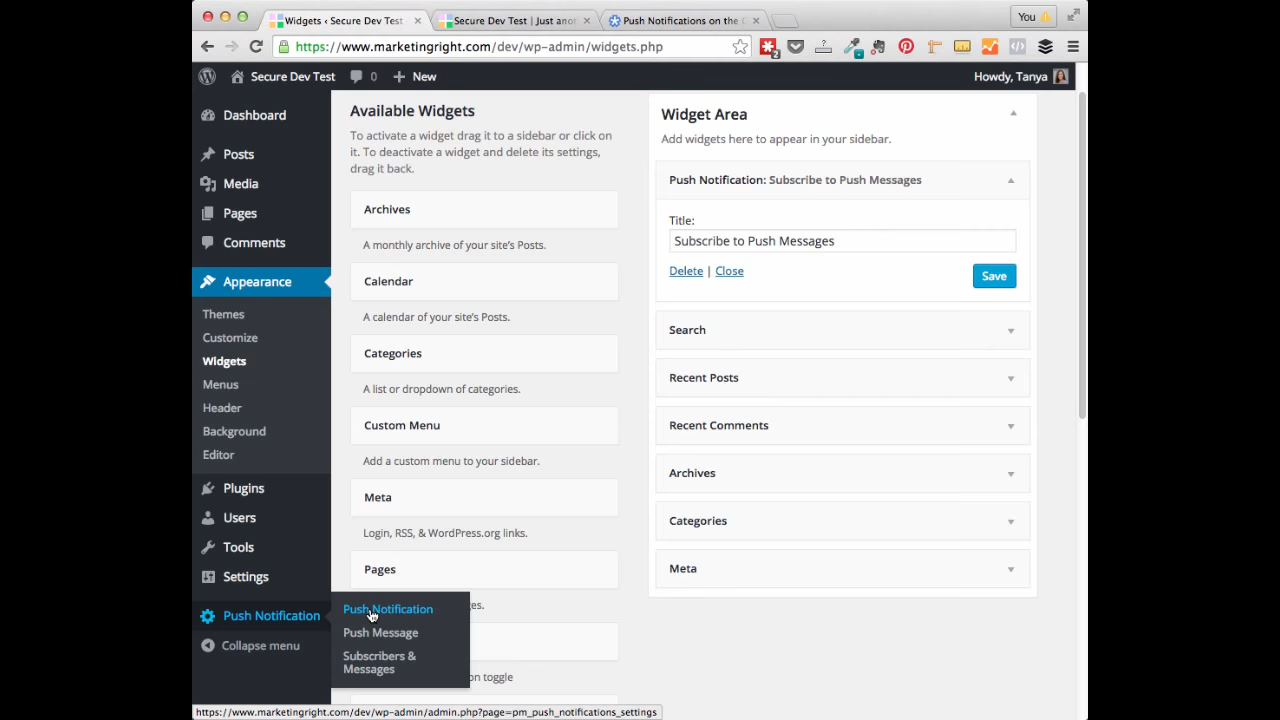 Widgets ‹ Secure Dev Test
Secure Dev Test | Just ano
Push Notifications on the
You
https://www.marketingright.com/dev/wp-admin/widgets.php
2
Secure Dev Test
0
New
Howdy, Tanya
Dashboard
Posts
Media
Pages
Comments
Appearance
Themes
Customize
Widgets
Menus
Header
Background
Editor
Plugins
Users
Tools
Settings
Push Notification
Collapse menu
Push Notification
Push Message
Subscribers &
Messages
Available Widgets
To activate a widget drag it to a sidebar or click on
it. To deactivate a widget and delete its settings,
drag it back.
Archives
A monthly archive of your site's Posts.
Calendar
A calendar of your site's Posts.
Categories
A list or dropdown of categories.
Custom Menu
Add a custom menu to your sidebar.
Meta
Login, RSS, & WordPress.org links.
Pages
es.
on toggle
Widget Area
Add widgets here to appear in your sidebar.
Push Notification: Subscribe to Push Messages
Title:
Subscribe to Push Messages
Delete | Close
Save
Search
Recent Posts
Recent Comments
Archives
Categories
Meta
https://www.marketingright.com/dev/wp-admin/admin.php?page=pm_push_notifications_settings